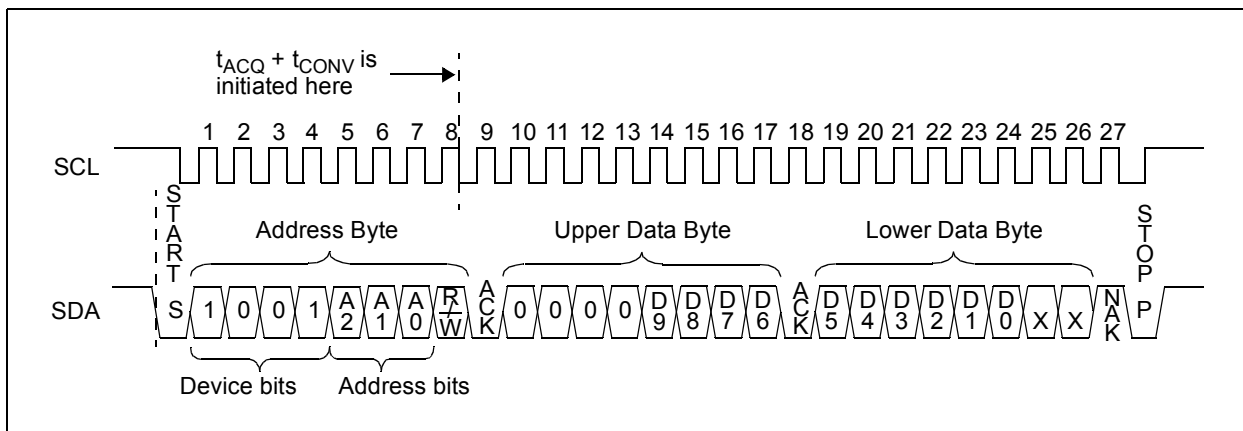 tACQ + tCONV is
initiated here
1 2 3 4 5 6 7 8 9 10 11 12 13 14 15 16 17 18 19 20 21 22 23 24 25 26 27
SCL
START
STOP
Address Byte
Upper Data Byte
Lower Data Byte
SDA
S 1 0 0 1 A2 A1 A0 R/W ACK 0 0 0 0 D9 D8 D7 D6 ACK D5 D4 D3 D2 D1 D0 X X NAK P
Device bits
Address bits